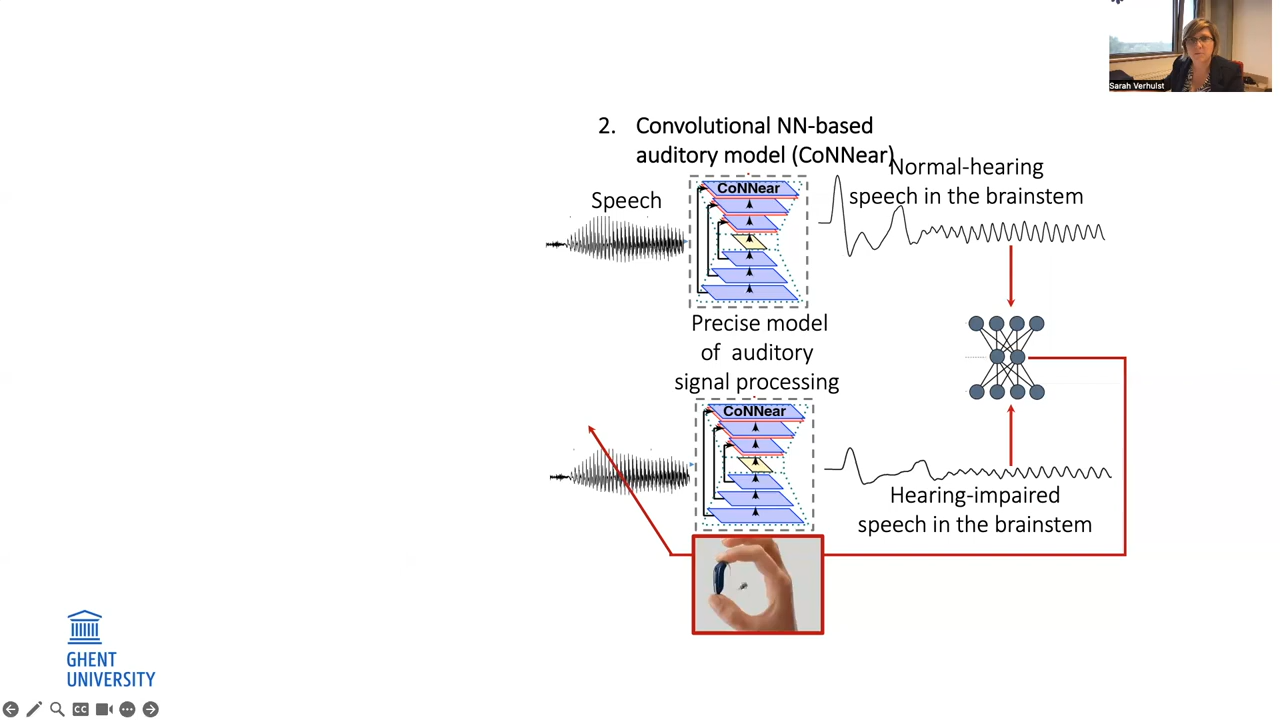 Sarah Verhulst
2. Convolutional NN-based
auditory model (CoNNear)
Normal-hearing
speech in the brainstem
Speech
CoNNear
Precise model
of auditory
signal processing
CoNNear
Hearing-impaired
speech in the brainstem
GHENT
UNIVERSITY
CC